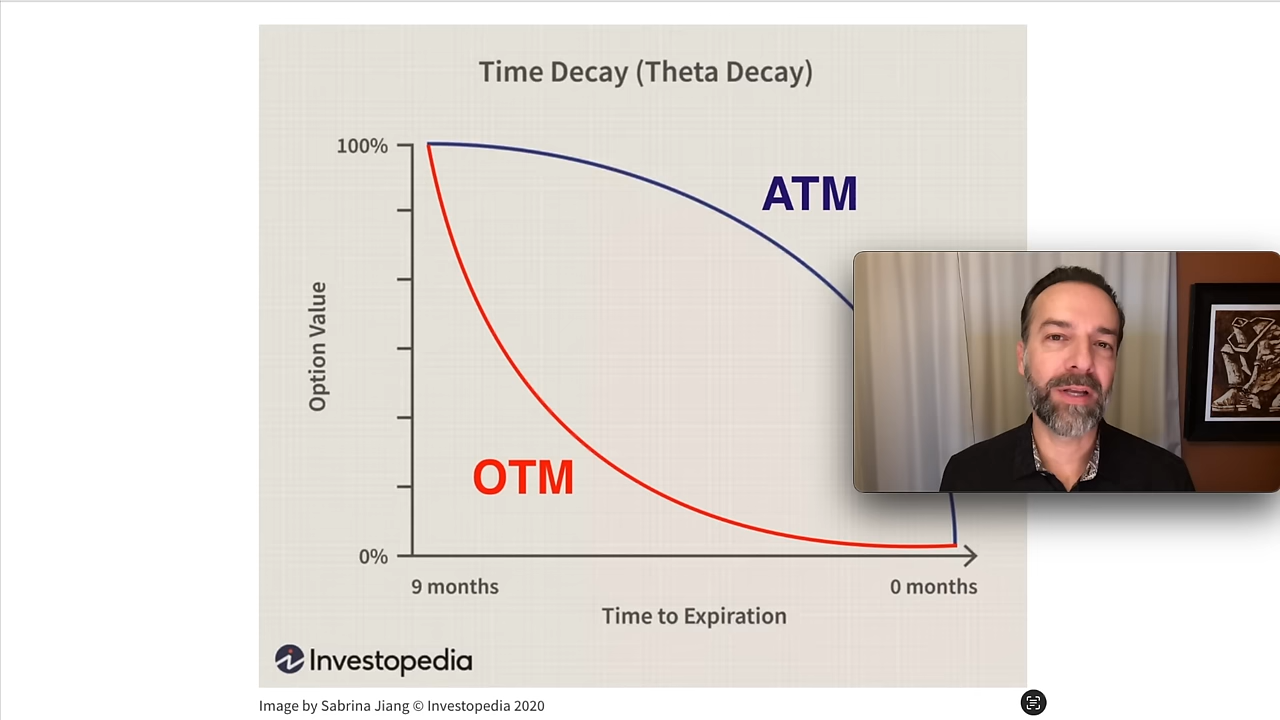 Time Decay (Theta Decay)
100%
ATM
Option Value
OTM
0%
9 months
0 months
Time to Expiration
Investopedia
Image by Sabrina Jiang © Investopedia 2020